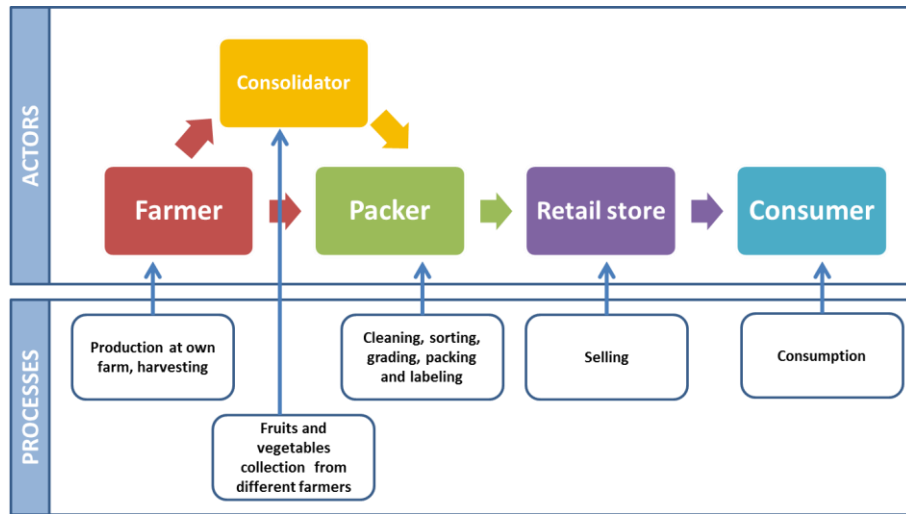 ACTORS
Consolidator
Farmer
Packer
Retail store
Consumer
PROCESSES
Production at own
farm, harvesting
Fruits and
vegetables
collection from
different farmers
Cleaning, sorting,
grading, packing
and labeling
Selling
Consumption